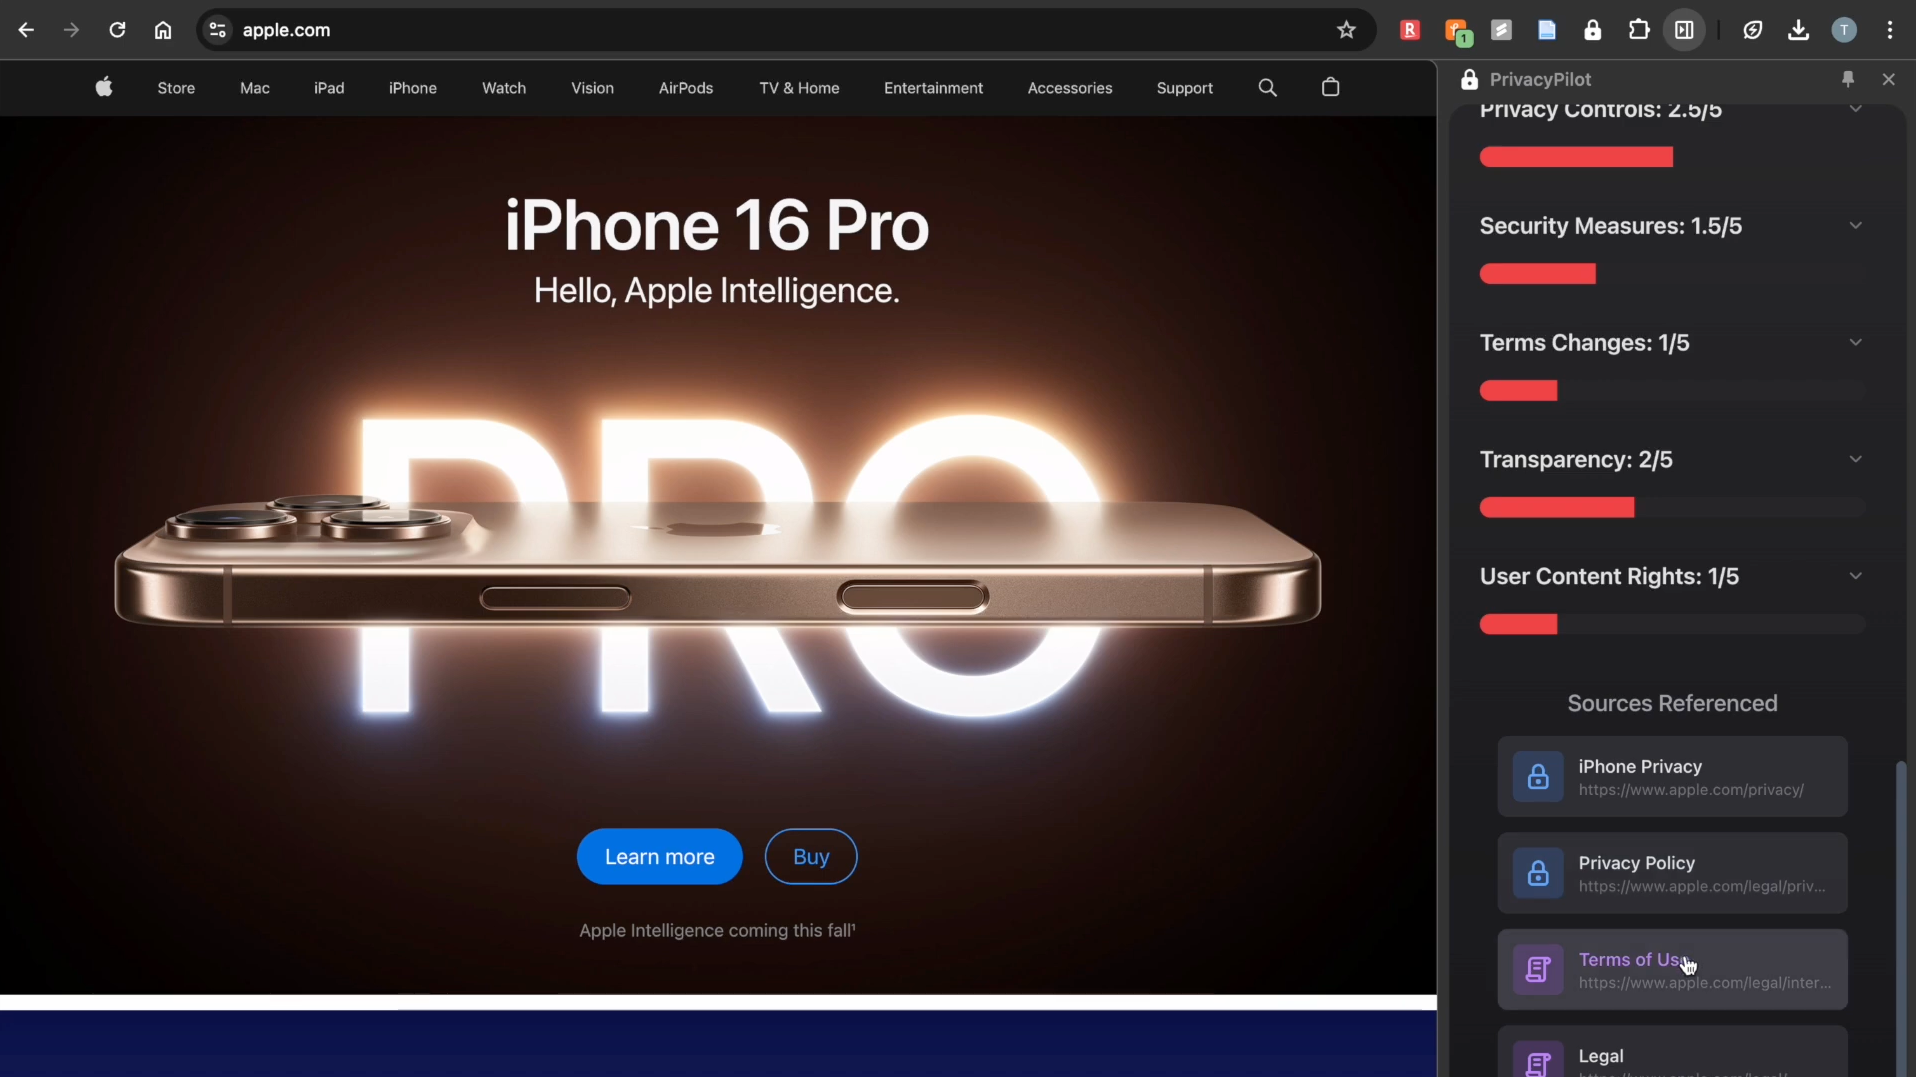 apple.com
1
T
Store Mac iPad iPhone Watch Vision AirPods TV & Home Entertainment Accessories Support
iPhone 16 Pro
Hello, Apple Intelligence.
PRO
Learn more Buy
Apple Intelligence coming this fall¹
PrivacyPilot
Privacy Controls: 2.5/5
Security Measures: 1.5/5
Terms Changes: 1/5
Transparency: 2/5
User Content Rights: 1/5
Sources Referenced
iPhone Privacy
https://www.apple.com/privacy/
Privacy Policy
https://www.apple.com/legal/priv...
Terms of Use
https://www.apple.com/legal/inter...
Legal